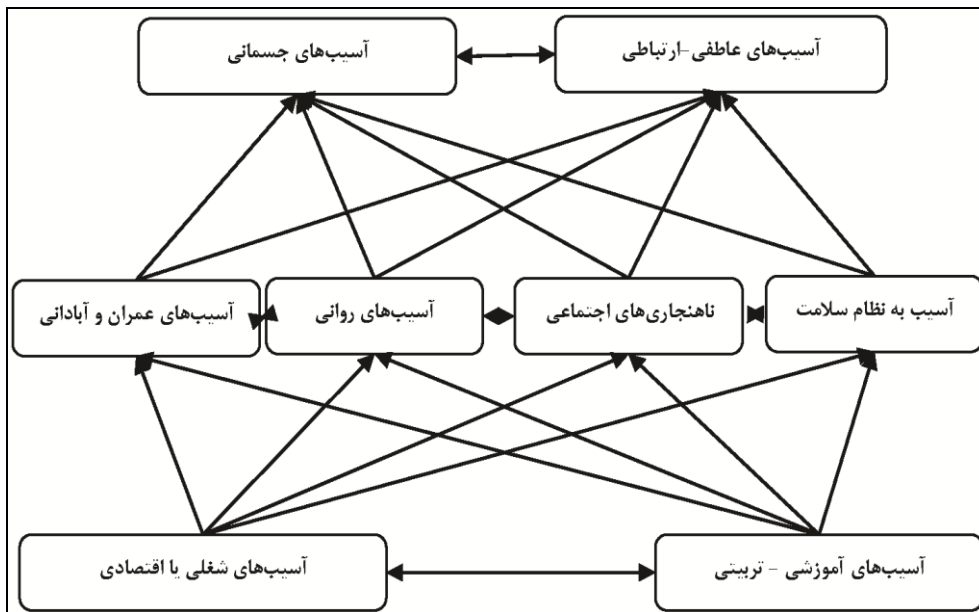 آسیب‌های عاطفی-ارتباطی
آسیب‌های جسمانی
آسیب به نظام سلامت
ناهنجاری‌های اجتماعی
آسیب‌های روانی
آسیب‌های عمران و آبادانی
آسیب‌های آموزشی - تربیتی
آسیب‌های شغلی یا اقتصادی